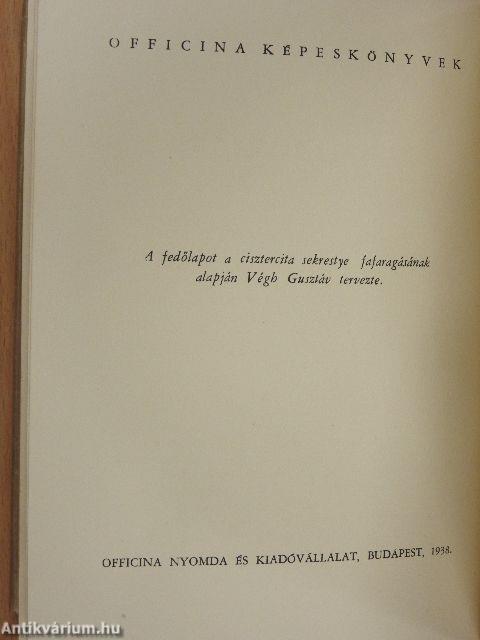 OFFICINA KÉPESKÖNYVEK
A fedőlapot a cisztercita sekrestye fafaragásának
alapján Végh Gusztáv tervezte.
OFFICINA NYOMDA ÉS KIADÓVÁLLALAT, BUDAPEST, 1938.
Antikvárium.hu